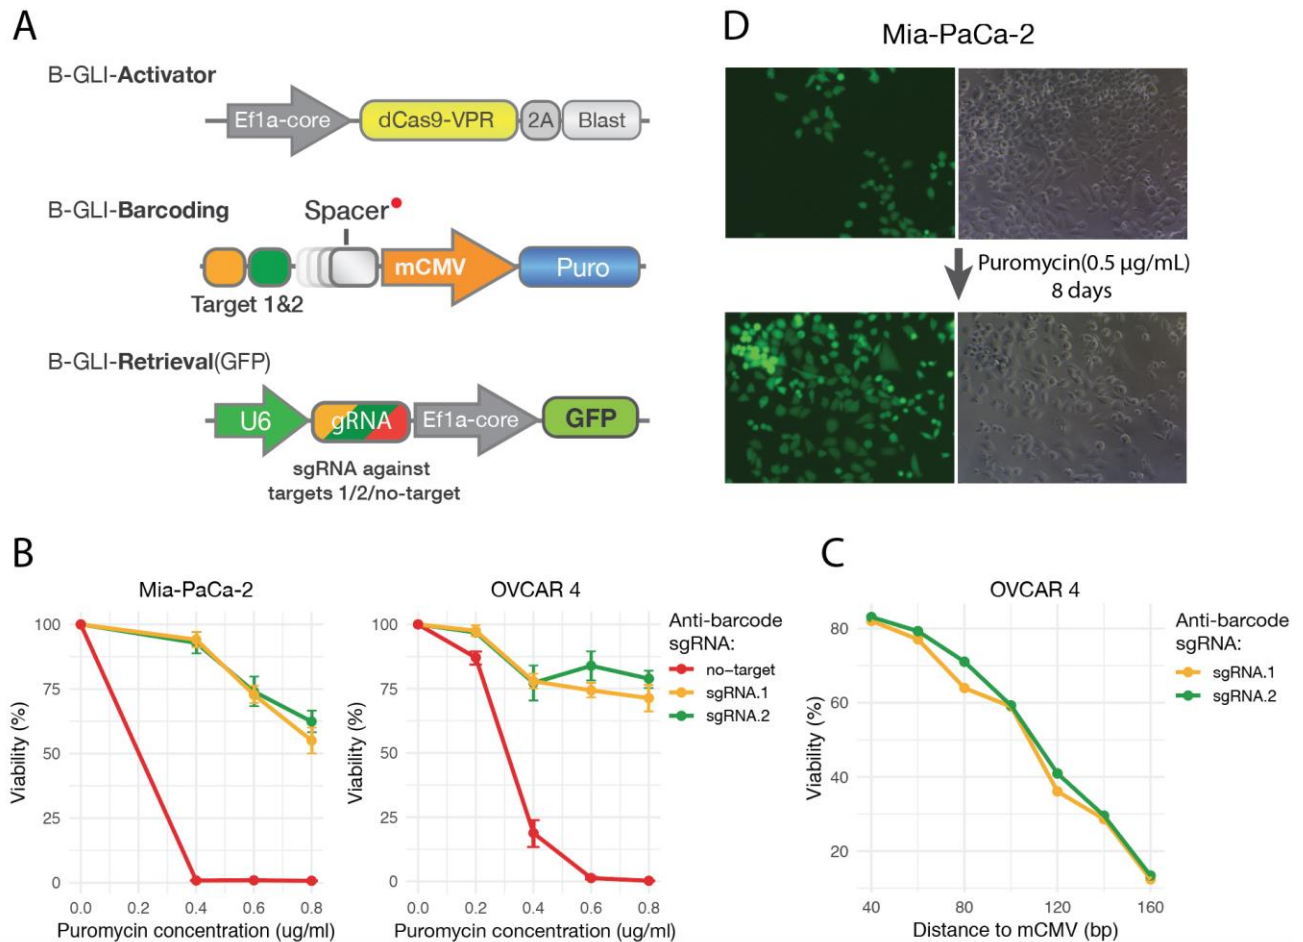 A
B-GLI-Activator
Ef1a-core
dCas9-VPR
2A
Blast
B-GLI-Barcoding
Spacer
mCMV
Puro
Target 1&2
B-GLI-Retrieval(GFP)
U6
gRNA
Ef1a-core
GFP
sgRNA against
targets 1/2/no-target
D
Mia-PaCa-2
Puromycin(0.5 µg/mL)
8 days
B
Mia-PaCa-2
Viability (%)
100
75
50
25
0
0.0 0.2 0.4 0.6 0.8
Puromycin concentration (ug/ml)
OVCAR 4
Viability (%)
100
75
50
25
0
0.0 0.2 0.4 0.6 0.8
Puromycin concentration (ug/ml)
Anti-barcode
sgRNA:
no-target
sgRNA.1
sgRNA.2
C
OVCAR 4
Viability (%)
80
60
40
20
40 80 120 160
Distance to mCMV (bp)
Anti-barcode
sgRNA:
sgRNA.1
sgRNA.2